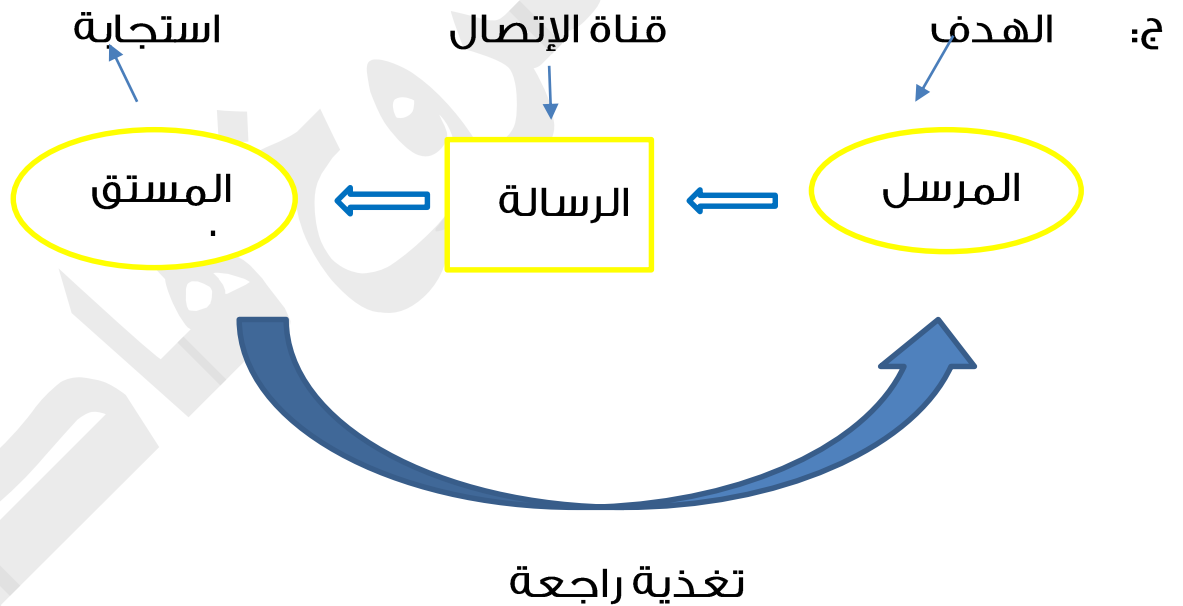 ج: الهدف قناة الإتصال استجابة
المرسل الرسالة المستق
تغذية راجعة